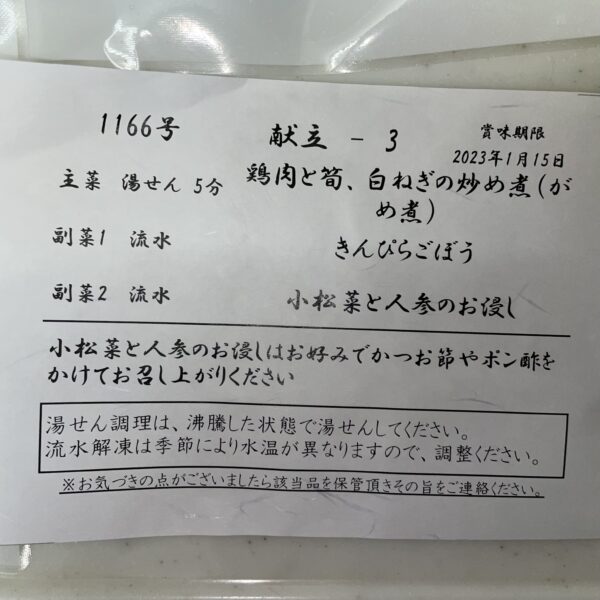 1166号 献立 - 3 賞味期限
2023年1月15日
主菜 湯せん 5分 鶏肉と筍、白ねぎの炒め煮(が
め煮)
副菜1 流水 きんぴらごぼう
副菜2 流水 小松菜と人参のお浸し
小松菜と人参のお浸しはお好みでかつお節やポン酢を
かけてお召し上がりください
湯せん調理は、沸騰した状態で湯せんしてください。
流水解凍は季節により水温が異なりますので、調整ください。
※お気づきの点がございましたら該当品を保管頂きその旨をご連絡ください。